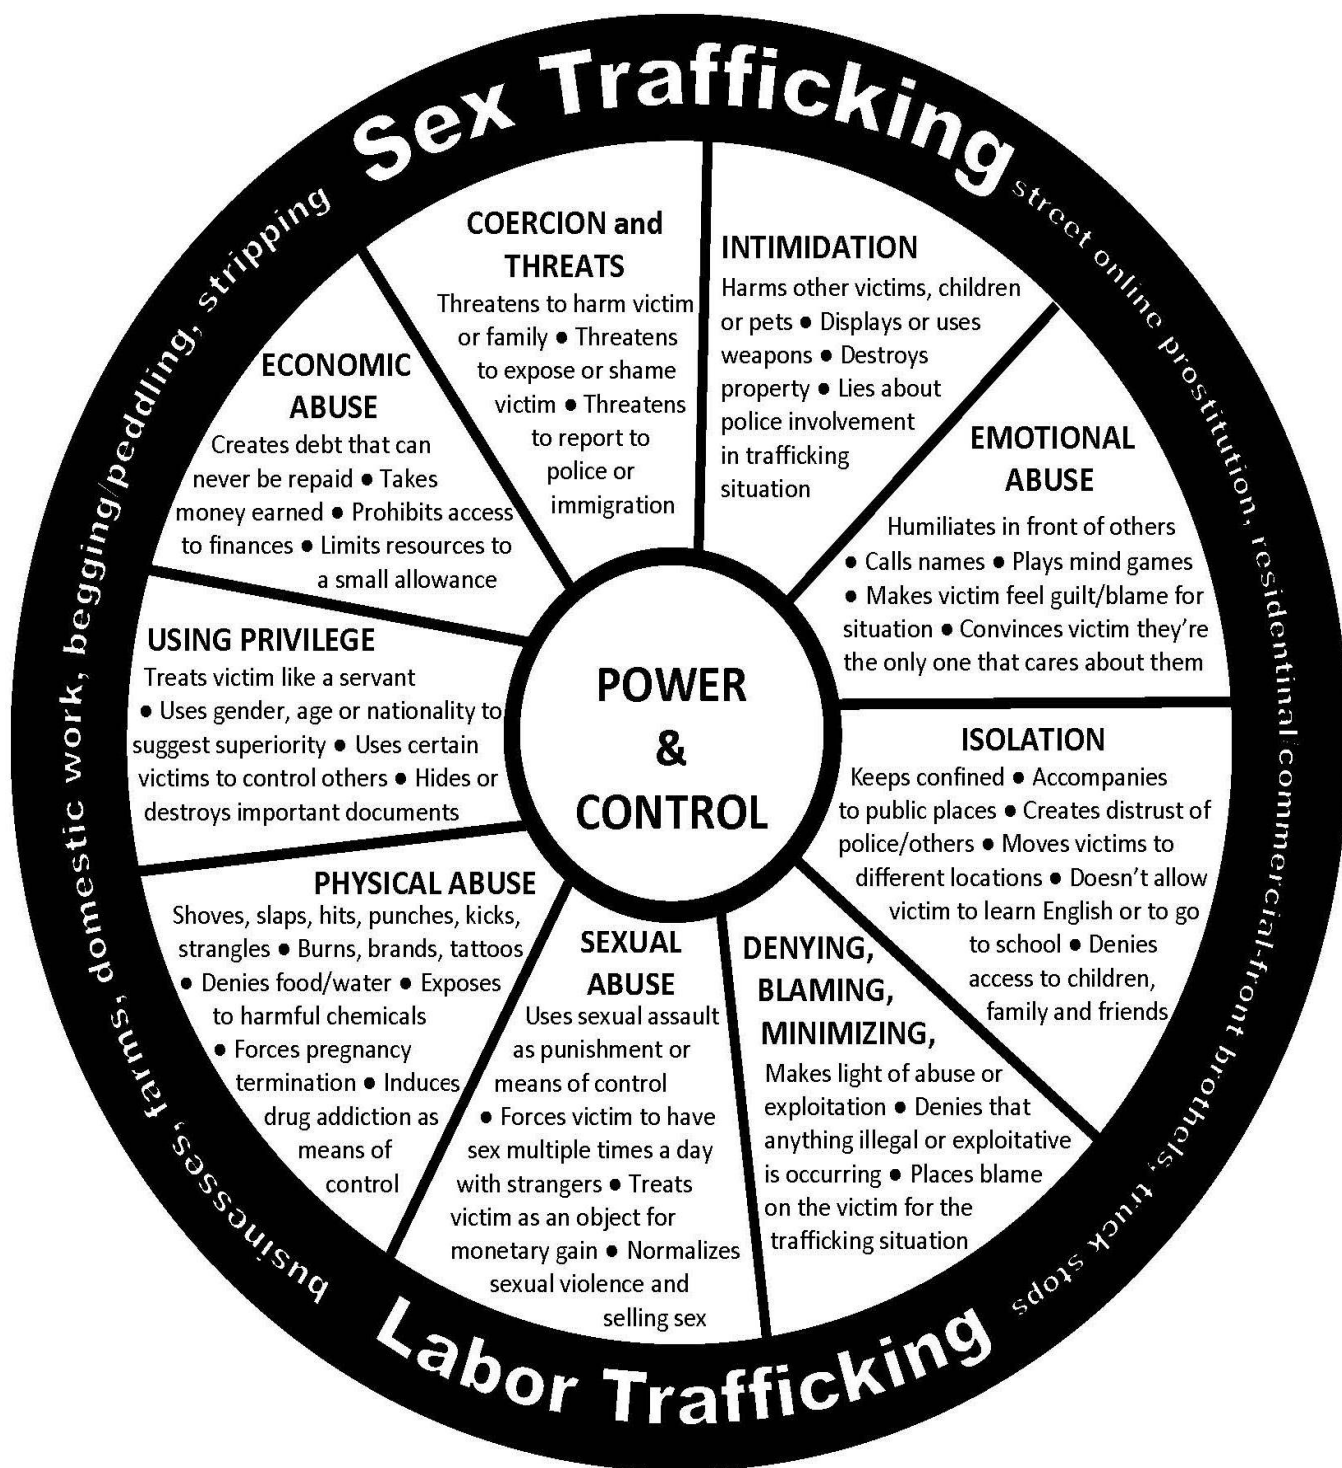 Sex Trafficking
street online prostitution, residentinal commercial-front brothels, truck stops
Labor Trafficking
businesses, farms, domestic work, begging/peddling, stripping
COERCION and
THREATS
Threatens to harm victim
or family ● Threatens
to expose or shame
victim ● Threatens
to report to
police or
immigration
INTIMIDATION
Harms other victims, children
or pets ● Displays or uses
weapons ● Destroys
property ● Lies about
police involvement
in trafficking
situation
EMOTIONAL
ABUSE
Humiliates in front of others
● Calls names ● Plays mind games
● Makes victim feel guilt/blame for
situation ● Convinces victim they're
the only one that cares about them
ISOLATION
Keeps confined ● Accompanies
to public places ● Creates distrust of
police/others ● Moves victims to
different locations ● Doesn't allow
victim to learn English or to go
to school ● Denies
access to children,
family and friends
DENYING,
BLAMING,
MINIMIZING,
Makes light of abuse or
exploitation ● Denies that
anything illegal or exploitative
is occurring ● Places blame
on the victim for the
trafficking situation
SEXUAL
ABUSE
Uses sexual assault
as punishment or
means of control
● Forces victim to have
sex multiple times a day
with strangers ● Treats
victim as an object for
monetary gain ● Normalizes
sexual violence and
selling sex
PHYSICAL ABUSE
Shoves, slaps, hits, punches, kicks,
strangles ● Burns, brands, tattoos
● Denies food/water ● Exposes
to harmful chemicals
● Forces pregnancy
termination ● Induces
drug addiction as
means of
control
USING PRIVILEGE
Treats victim like a servant
● Uses gender, age or nationality to
suggest superiority ● Uses certain
victims to control others ● Hides or
destroys important documents
ECONOMIC
ABUSE
Creates debt that can
never be repaid ● Takes
money earned ● Prohibits access
to finances ● Limits resources to
a small allowance
POWER
&
CONTROL